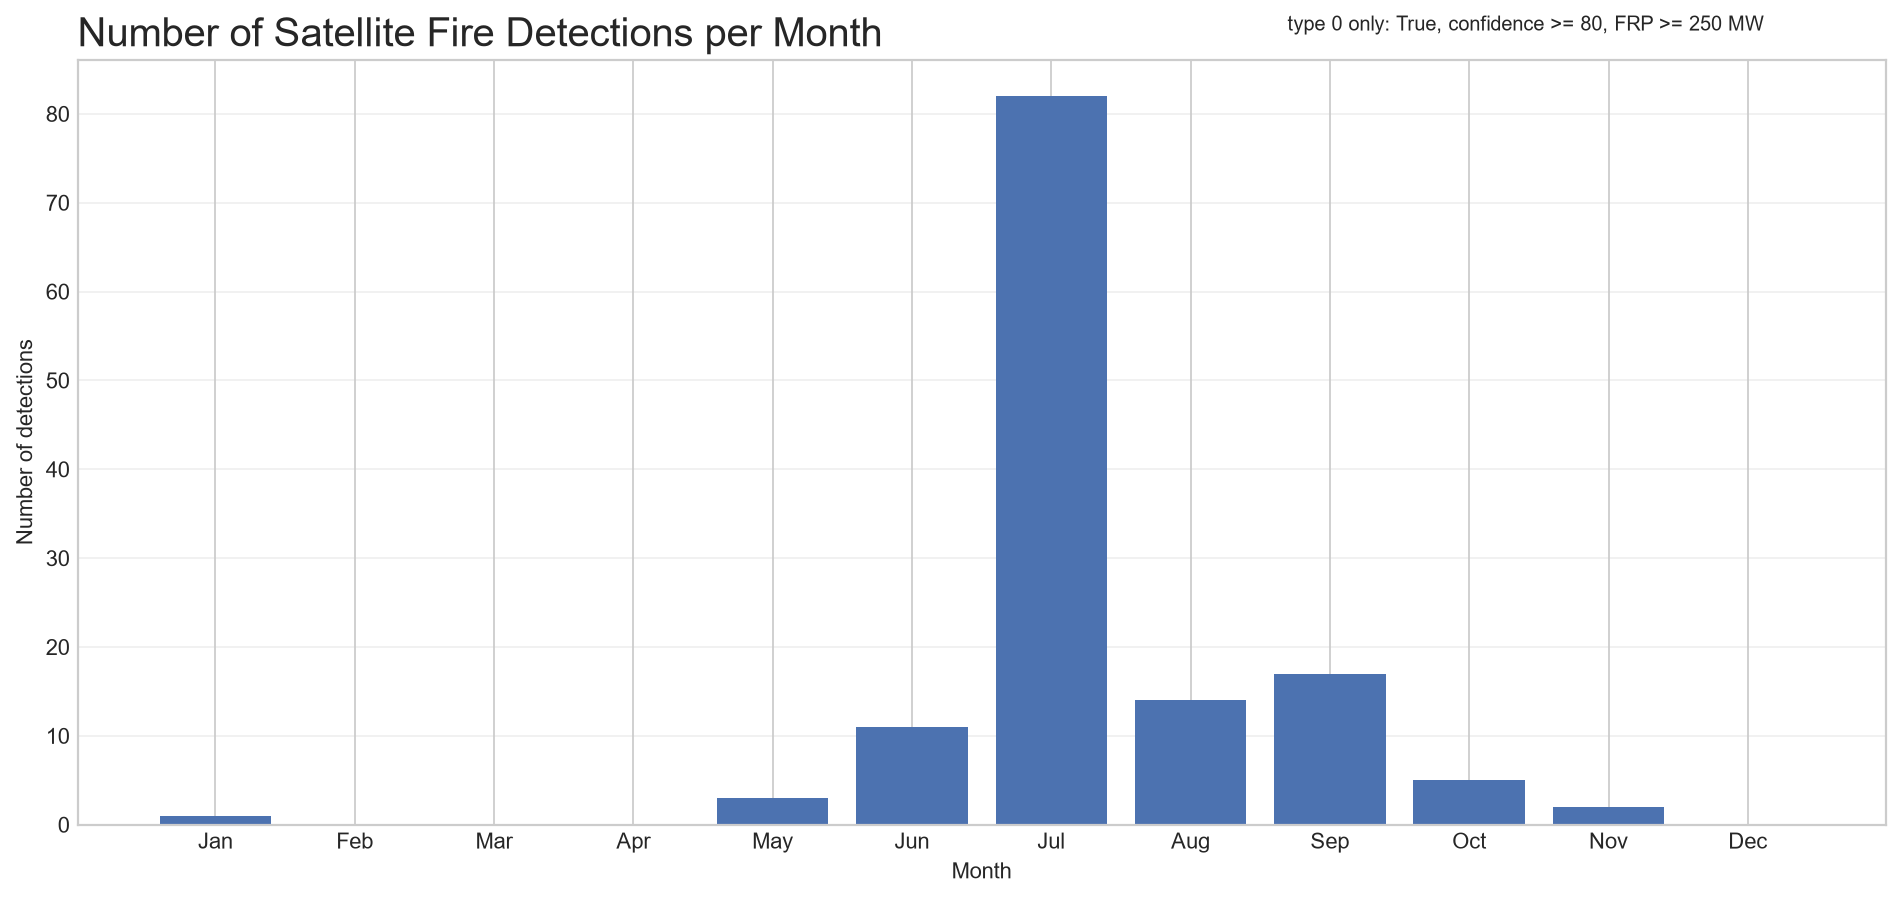 Number of Satellite Fire Detections per Month
type 0 only: True, confidence >= 80, FRP >= 250 MW
Number of detections
80
70
60
50
40
30
20
10
0
Jan Feb Mar Apr May Jun Jul Aug Sep Oct Nov Dec
Month